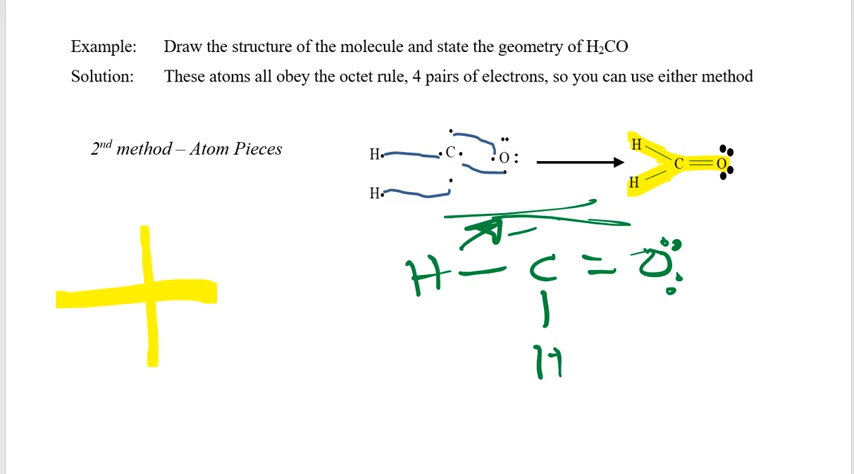 Example: Draw the structure of the molecule and state the geometry of H₂CO
Solution: These atoms all obey the octet rule, 4 pairs of electrons, so you can use either method
2nd method – Atom Pieces
H• •C• •O:
H•
H
C=O
H
H — C = O
H